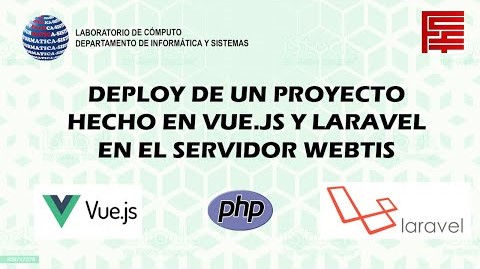 LABORATORIO DE CÓMPUTO
DEPARTAMENTO DE INFORMÁTICA Y SISTEMAS
DEPLOY DE UN PROYECTO
HECHO EN VUE.JS Y LARAVEL
EN EL SERVIDOR WEBTIS
Vue.js
php
laravel